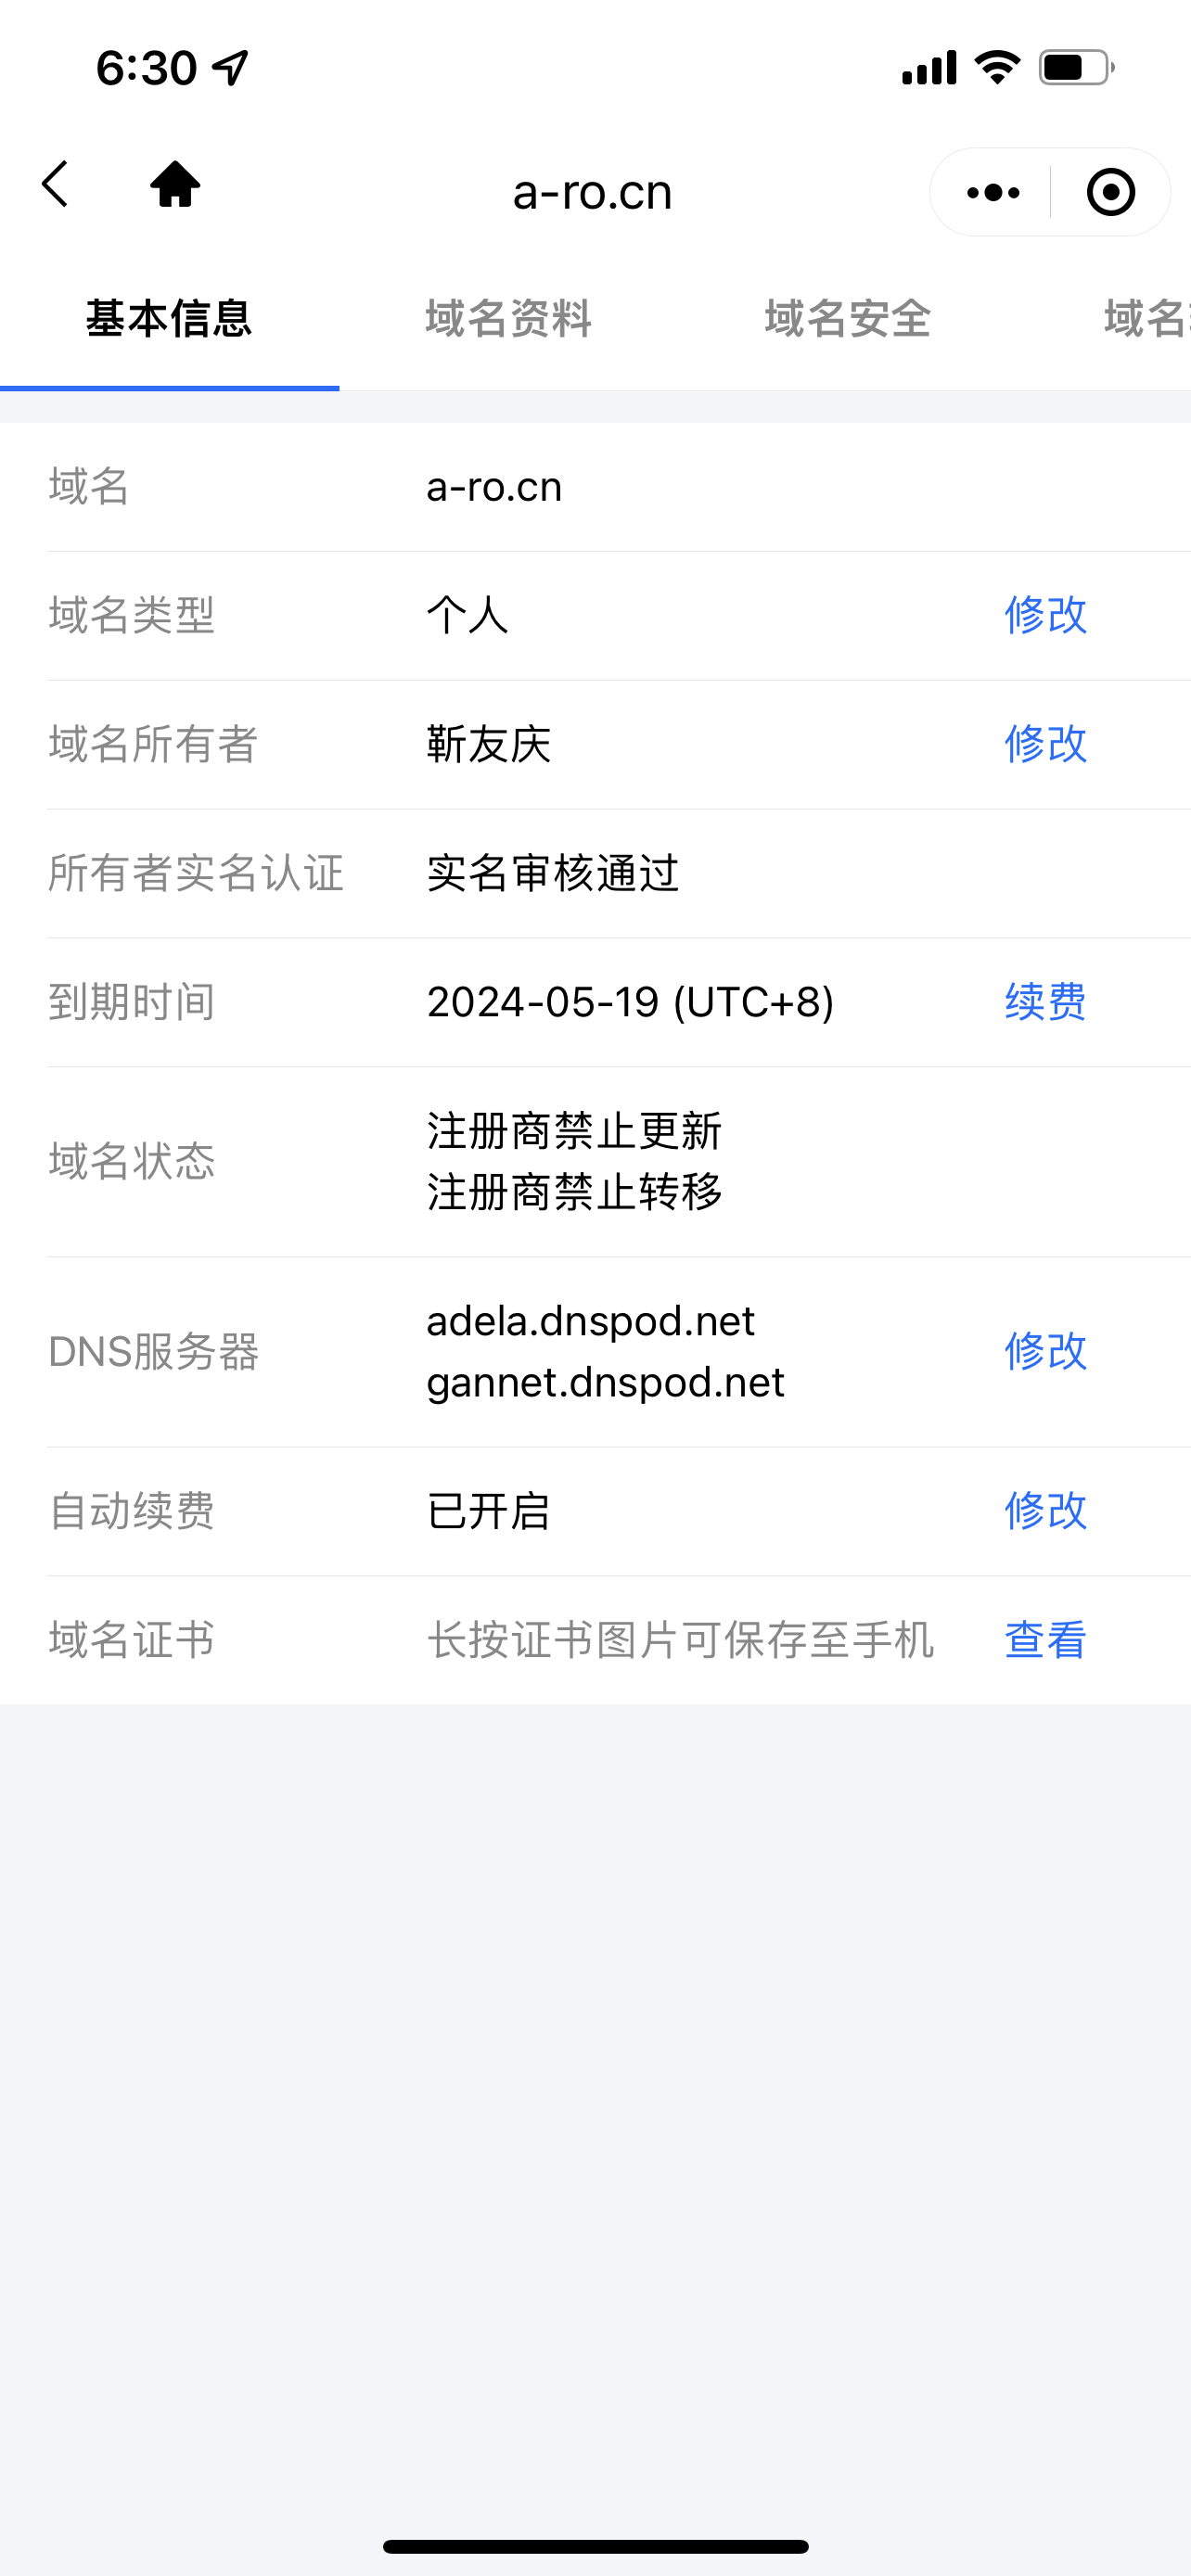 6:30
a-ro.cn
基本信息 域名资料 域名安全 域名
域名 a-ro.cn
域名类型 个人 修改
域名所有者 靳友庆 修改
所有者实名认证 实名审核通过
到期时间 2024-05-19 (UTC+8) 续费
域名状态 注册商禁止更新
注册商禁止转移
DNS服务器 adela.dnspod.net 修改
gannet.dnspod.net
自动续费 已开启 修改
域名证书 长按证书图片可保存至手机 查看